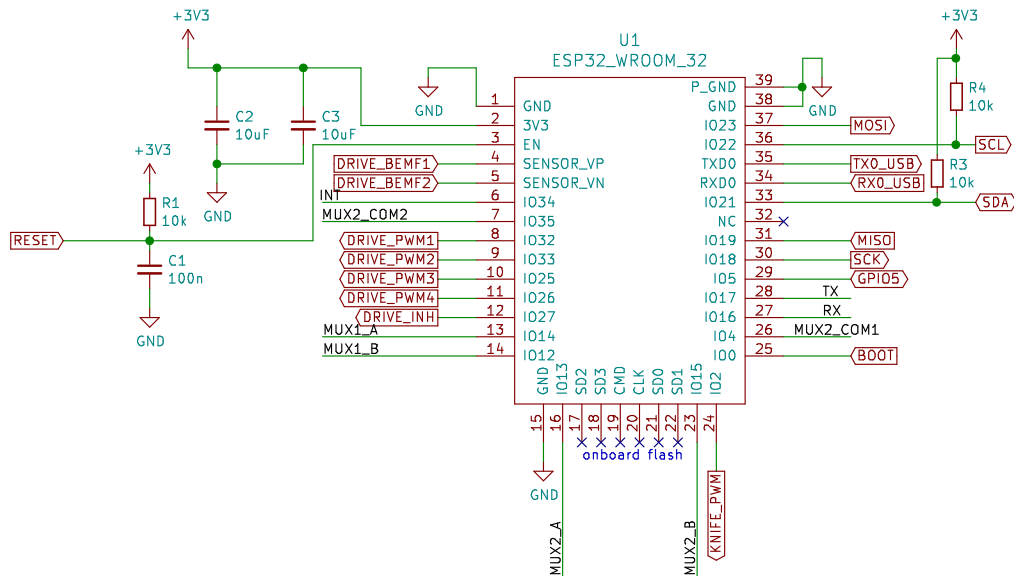 +3V3
+3V3
U1
ESP32_WROOM_32
C2
10uF
C3
10uF
GND
GND
R4
10k
+3V3
R1
10k
GND
R3
10k
RESET
C1
100n
GND
1 GND
2 3V3
3 EN
DRIVE_BEMF1 4 SENSOR_VP
DRIVE_BEMF2 5 SENSOR_VN
INT 6 IO34
MUX2_COM2 7 IO35
DRIVE_PWM1 8 IO32
DRIVE_PWM2 9 IO33
DRIVE_PWM3 10 IO25
DRIVE_PWM4 11 IO26
DRIVE_INH 12 IO27
MUX1_A 13 IO14
MUX1_B 14 IO12
P_GND 39
GND 38
IO23 37 MOSI
IO22 36 SCL
TXD0 35 TX0_USB
RXD0 34 RX0_USB
IO21 33 SDA
NC 32
IO19 31 MISO
IO18 30 SCK
IO5 29 GPIO5
IO17 28 TX
IO16 27 RX
IO4 26 MUX2_COM1
IO0 25 BOOT
GND 15
IO13 16
SD2 17
SD3 18
CMD 19
CLK 20
SD0 21
SD1 22
IO15 23
IO2 24
onboard flash
GND
MUX2_A
MUX2_B
KNIFE_PWM